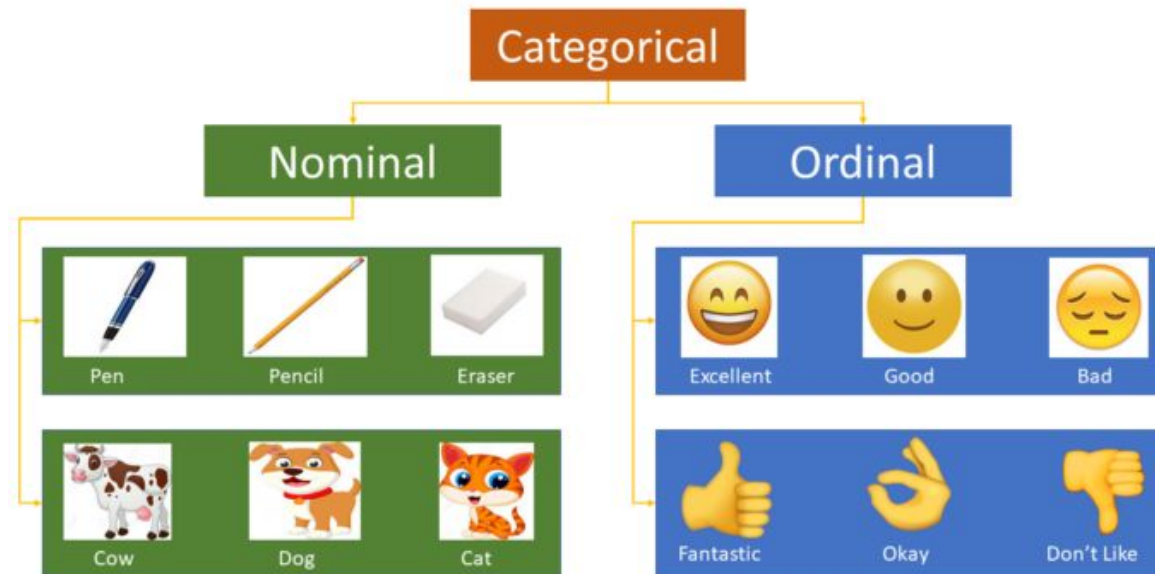 Categorical
Nominal
Ordinal
Pen Pencil Eraser
Excellent Good Bad
Cow Dog Cat
Fantastic Okay Don't Like